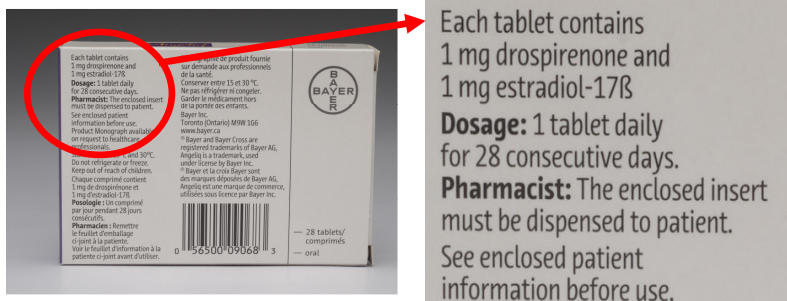 Each tablet contains
1 mg drospirenone and
1 mg estradiol-17ß
Dosage: 1 tablet daily
for 28 consecutive days.
Pharmacist: The enclosed insert
must be dispensed to patient.
See enclosed patient
information before use.
Product Monograph available
on request to healthcare
professionals.
and 30°C.
Do not refrigerate or freeze.
Keep out of reach of children.
Chaque comprimé contient
1 mg de drospirénone et
1 mg d'estradiol-17ß.
Posologie : Un comprimé
par jour pendant 28 jours
consécutifs.
Pharmacien : Remettre
le feuillet d'emballage
ci-joint à la patiente.
Voir le feuillet d'information à la
patiente ci-joint avant d'utiliser.
de produit fournie
sur demande aux professionnels
de la santé.
Conserver entre 15 et 30 °C.
Ne pas réfrigérer ni congeler.
Garder le médicament hors
de la portée des enfants.
Bayer Inc.
Toronto (Ontario) M9W 1G6
www.bayer.ca
® Bayer and Bayer Cross are
registered trademarks of Bayer AG,
Angeliq is a trademark, used
under license by Bayer Inc.
® Bayer et la croix Bayer sont
des marques déposées de Bayer AG,
Angeliq est une marque de commerce,
utilisées sous licence par Bayer Inc.
0 56500 09068 3
BAYER
BAYER
28 tablets/
comprimés
oral
Each tablet contains
1 mg drospirenone and
1 mg estradiol-17ß
Dosage: 1 tablet daily
for 28 consecutive days.
Pharmacist: The enclosed insert
must be dispensed to patient.
See enclosed patient
information before use.